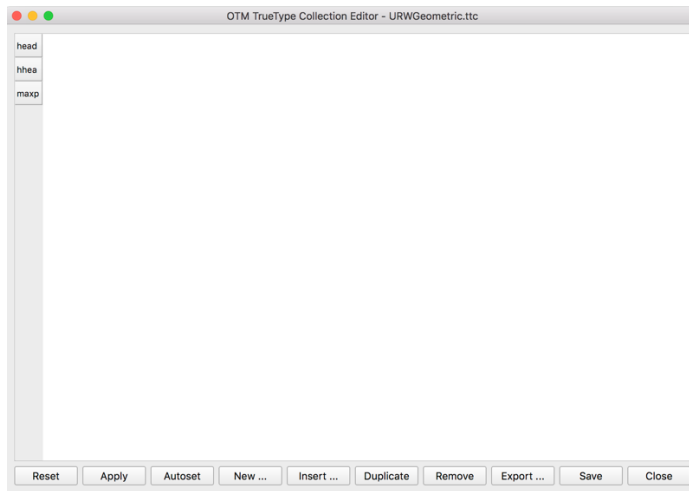 OTM TrueType Collection Editor - URWGeometric.ttc
head
hhea
maxp
Reset Apply Autoset New ... Insert ... Duplicate Remove Export ... Save Close